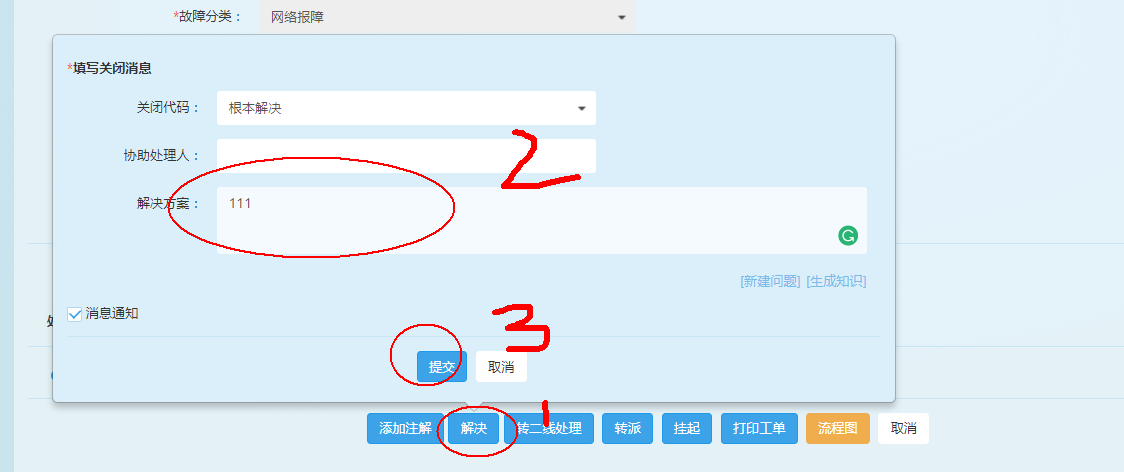 *故障分类： 网络报障
*填写关闭消息
关闭代码： 根本解决
协助处理人：
2
解决方案： 111
[新建问题] [生成知识]
消息通知
3
提交 取消
1
添加注解 解决 转二线处理 转派 挂起 打印工单 流程图 取消